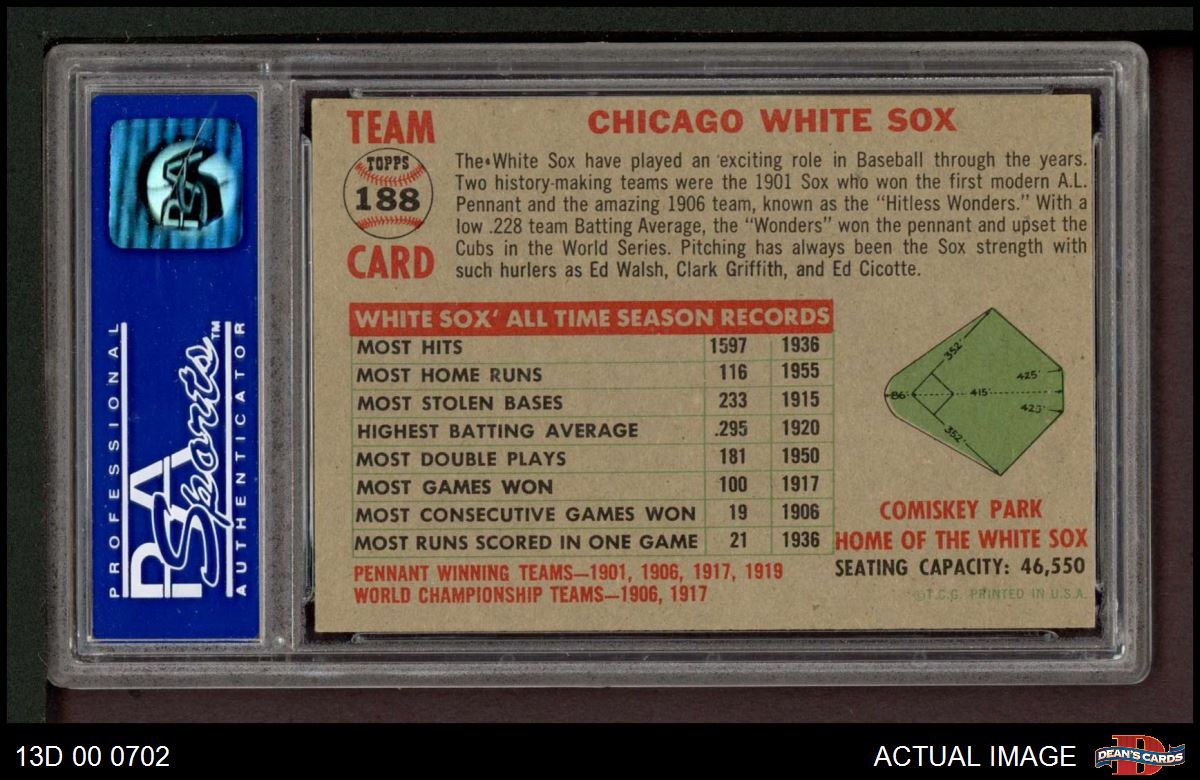 PSA
PROFESSIONAL
PSA Sports™
AUTHENTICATOR
TEAM
TOPPS
188
CARD
CHICAGO WHITE SOX
The White Sox have played an exciting role in Baseball through the years.
Two history-making teams were the 1901 Sox who won the first modern A.L.
Pennant and the amazing 1906 team, known as the "Hitless Wonders." With a
low .228 team Batting Average, the "Wonders" won the pennant and upset the
Cubs in the World Series. Pitching has always been the Sox strength with
such hurlers as Ed Walsh, Clark Griffith, and Ed Cicotte.
WHITE SOX' ALL TIME SEASON RECORDS
MOST HITS 1597 1936
MOST HOME RUNS 116 1955
MOST STOLEN BASES 233 1915
HIGHEST BATTING AVERAGE .295 1920
MOST DOUBLE PLAYS 181 1950
MOST GAMES WON 100 1917
MOST CONSECUTIVE GAMES WON 19 1906
MOST RUNS SCORED IN ONE GAME 21 1936
PENNANT WINNING TEAMS—1901, 1906, 1917, 1919
WORLD CHAMPIONSHIP TEAMS—1906, 1917
352'
425'
86'
415'
425'
352'
COMISKEY PARK
HOME OF THE WHITE SOX
SEATING CAPACITY: 46,550
©T.C.G. PRINTED IN U.S.A.
13D 00 0702
ACTUAL IMAGE
D
DEAN'S CARDS